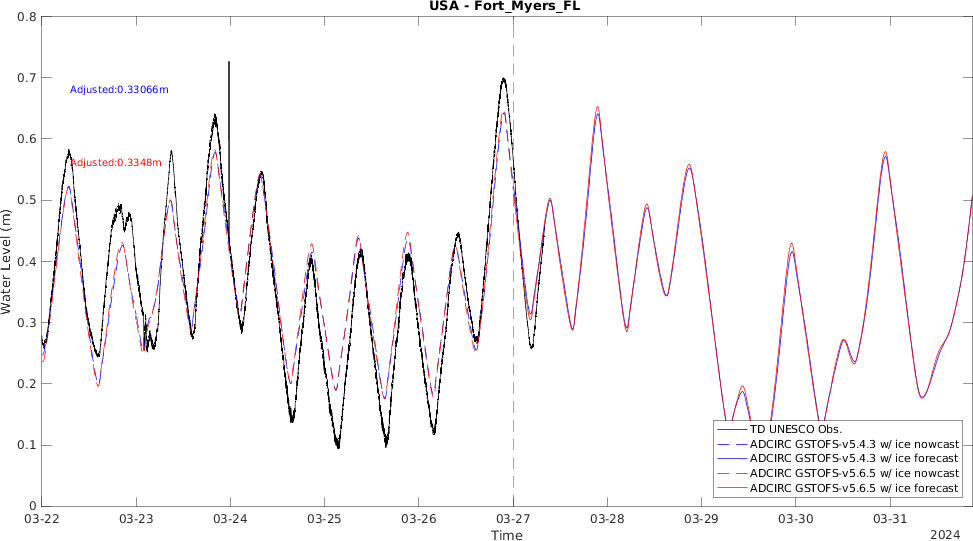 USA - Fort_Myers_FL
0.8
0.7
0.6
0.5
0.4
0.3
0.2
0.1
0
Water Level (m)
Adjusted:0.33066m
Adjusted:0.3348m
TD UNESCO Obs.
ADCIRC GSTOFS-v5.4.3 w/ ice nowcast
ADCIRC GSTOFS-v5.4.3 w/ ice forecast
ADCIRC GSTOFS-v5.6.5 w/ ice nowcast
ADCIRC GSTOFS-v5.6.5 w/ ice forecast
03-22 03-23 03-24 03-25 03-26 03-27 03-28 03-29 03-30 03-31
Time
2024